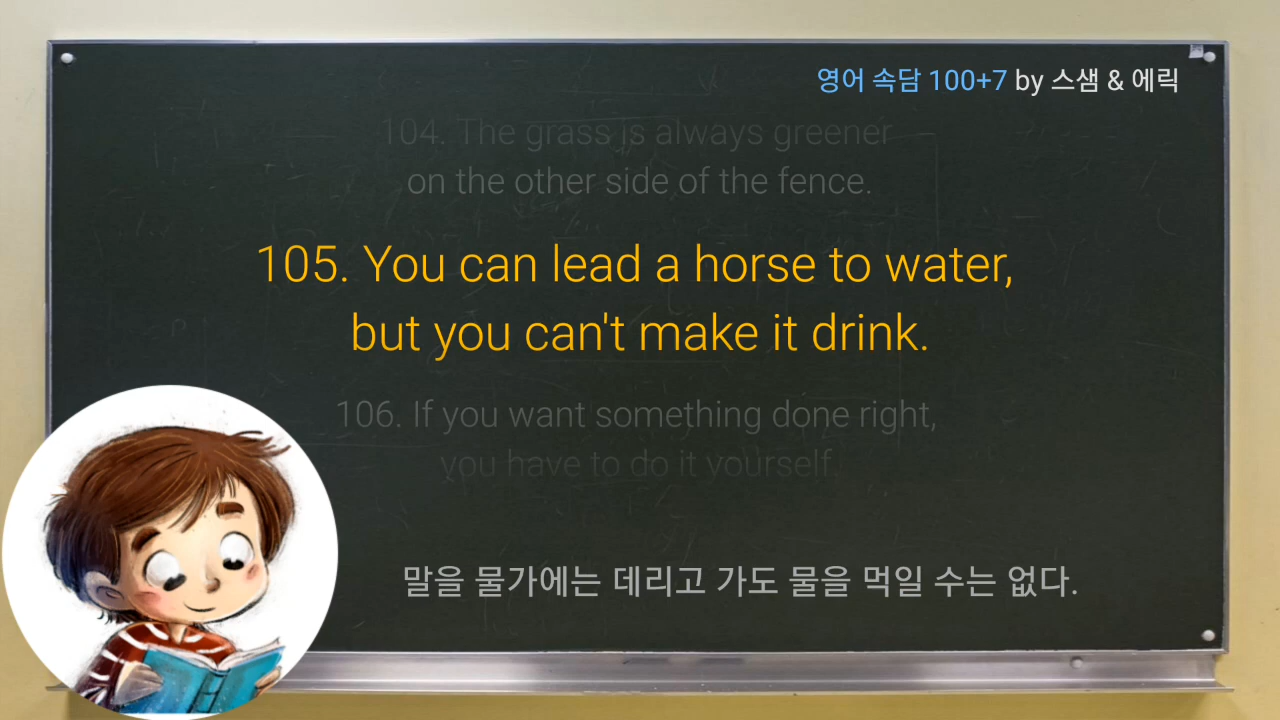 영어 속담 100+7 by 스샘 & 에릭
104. The grass is always greener
on the other side of the fence.
105. You can lead a horse to water,
but you can't make it drink.
106. If you want something done right,
you have to do it yourself.
말을 물가에는 데리고 가도 물을 먹일 수는 없다.